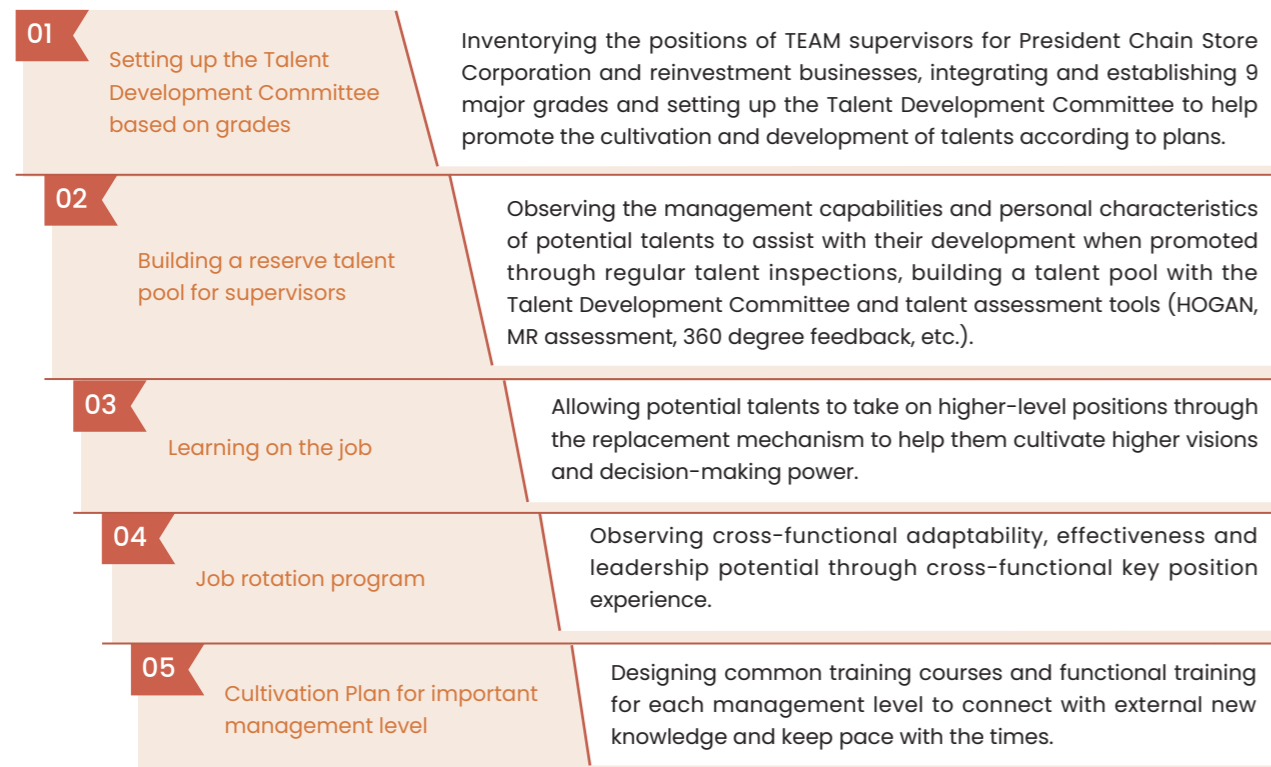 01
Setting up the Talent
Development Committee
based on grades
Inventorying the positions of TEAM supervisors for President Chain Store
Corporation and reinvestment businesses, integrating and establishing 9
major grades and setting up the Talent Development Committee to help
promote the cultivation and development of talents according to plans.
02
Building a reserve talent
pool for supervisors
Observing the management capabilities and personal characteristics
of potential talents to assist with their development when promoted
through regular talent inspections, building a talent pool with the
Talent Development Committee and talent assessment tools (HOGAN,
MR assessment, 360 degree feedback, etc.).
03
Learning on the job
Allowing potential talents to take on higher-level positions through
the replacement mechanism to help them cultivate higher visions
and decision-making power.
04
Job rotation program
Observing cross-functional adaptability, effectiveness and
leadership potential through cross-functional key position
experience.
05
Cultivation Plan for important
management level
Designing common training courses and functional training
for each management level to connect with external new
knowledge and keep pace with the times.